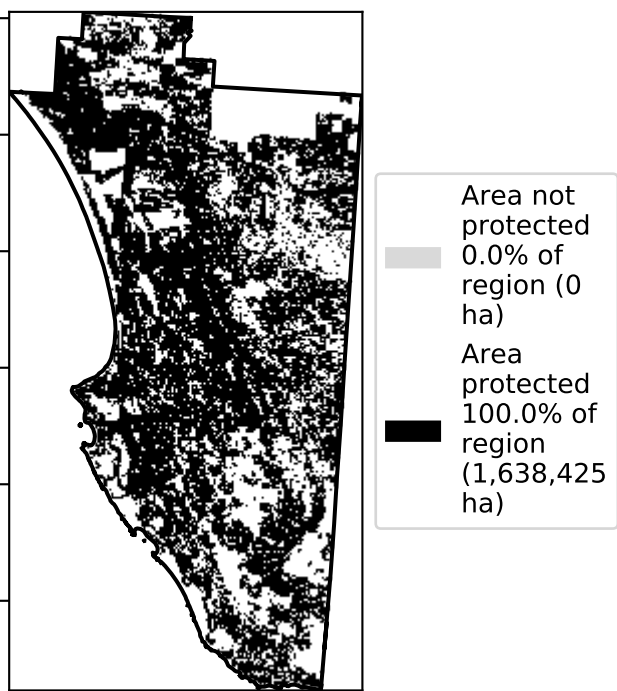 Area not
protected
0.0% of
region (0
ha)
Area
protected
100.0% of
region
(1,638,425
ha)